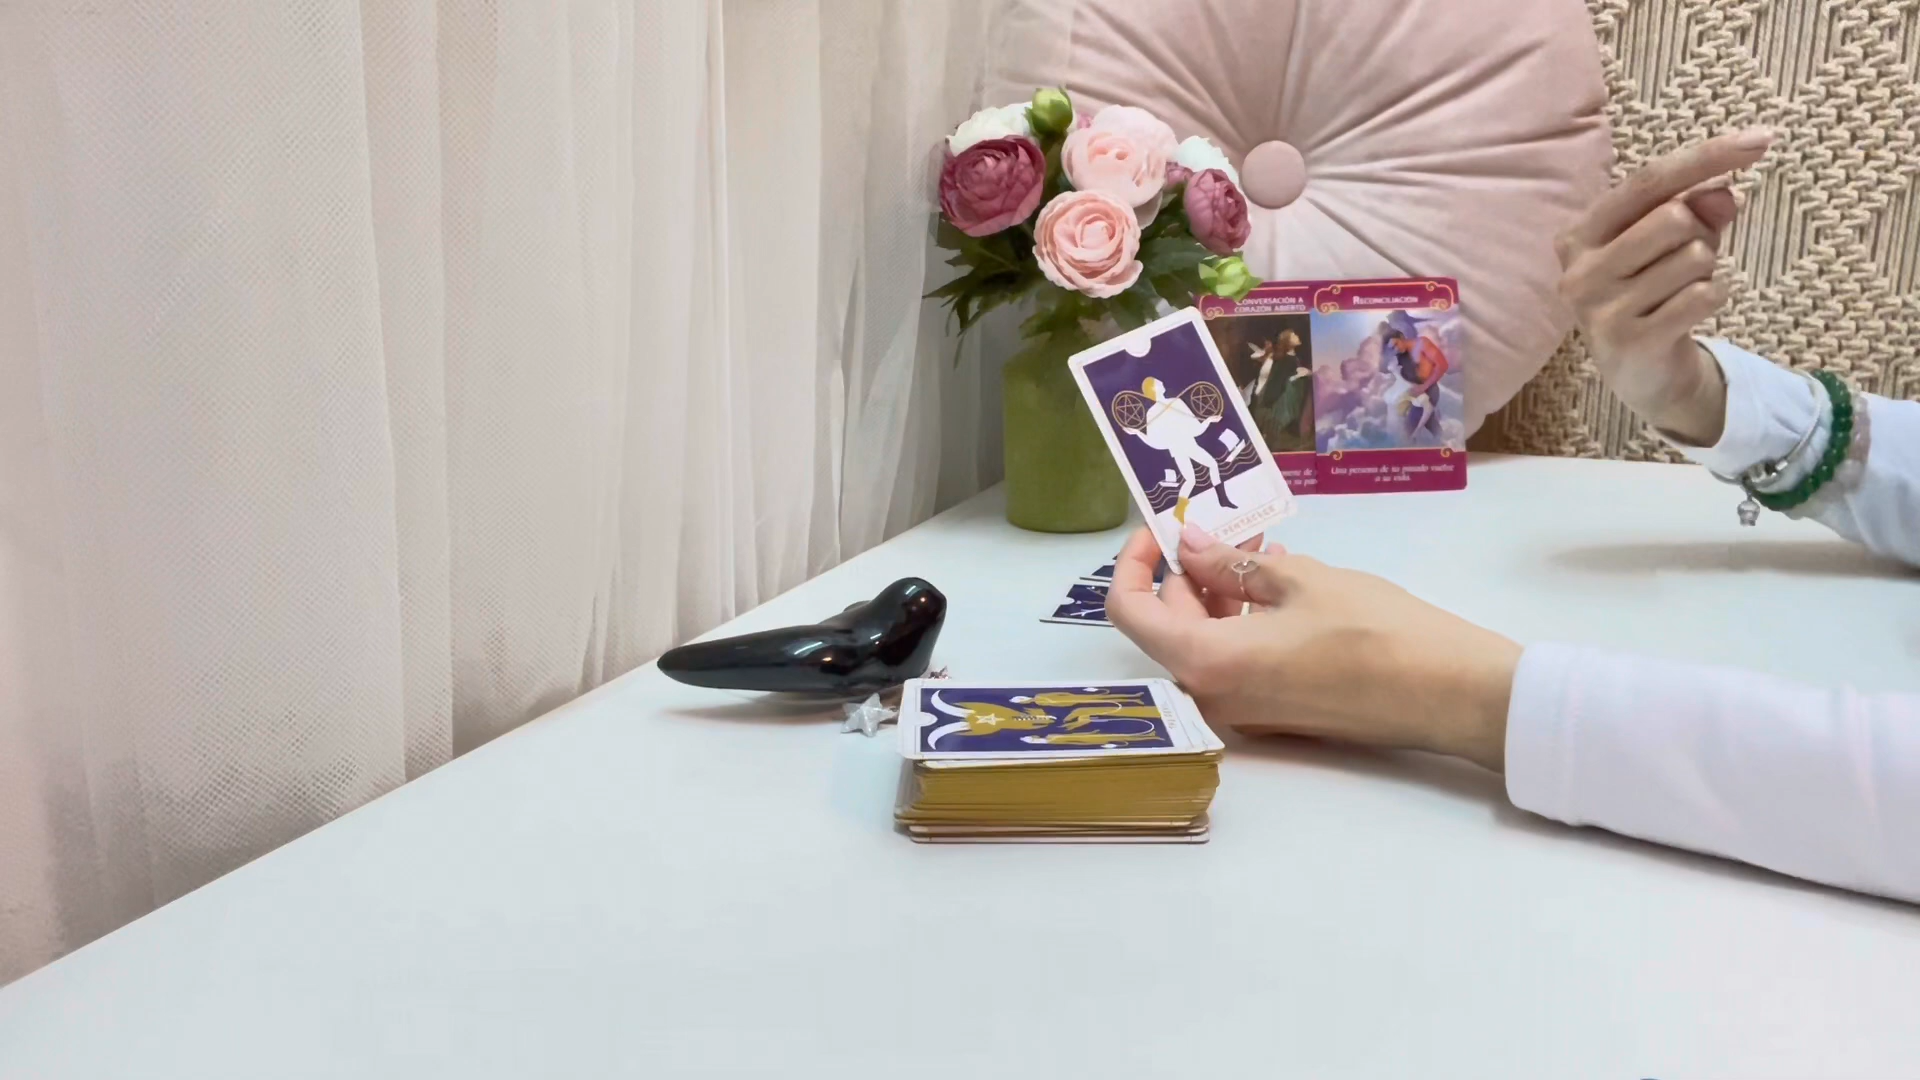 CONVERSACIÓN A
CORAZÓN ABIERTO
RECONCILIACIÓN
Una persona de su pasado vuelve
a su vida.
PENTACLES